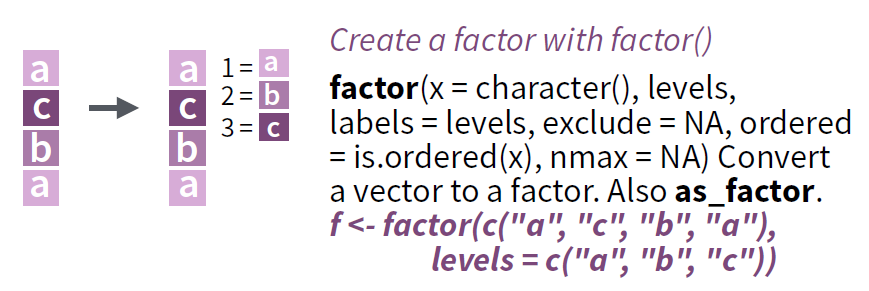 Create a factor with factor()
a
c
b
a
a
c
b
a
1 = a
2 = b
3 = c
factor(x = character(), levels,
labels = levels, exclude = NA, ordered
= is.ordered(x), nmax = NA) Convert
a vector to a factor. Also as_factor.
f <- factor(c("a", "c", "b", "a"),
levels = c("a", "b", "c"))